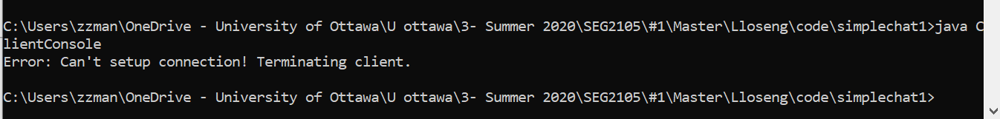 C:\Users\zzman\OneDrive - University of Ottawa\U ottawa\3- Summer 2020\SEG2105\#1\Master\Lloseng\code\simplechat1>java C
lientConsole
Error: Can't setup connection! Terminating client.
C:\Users\zzman\OneDrive - University of Ottawa\U ottawa\3- Summer 2020\SEG2105\#1\Master\Lloseng\code\simplechat1>